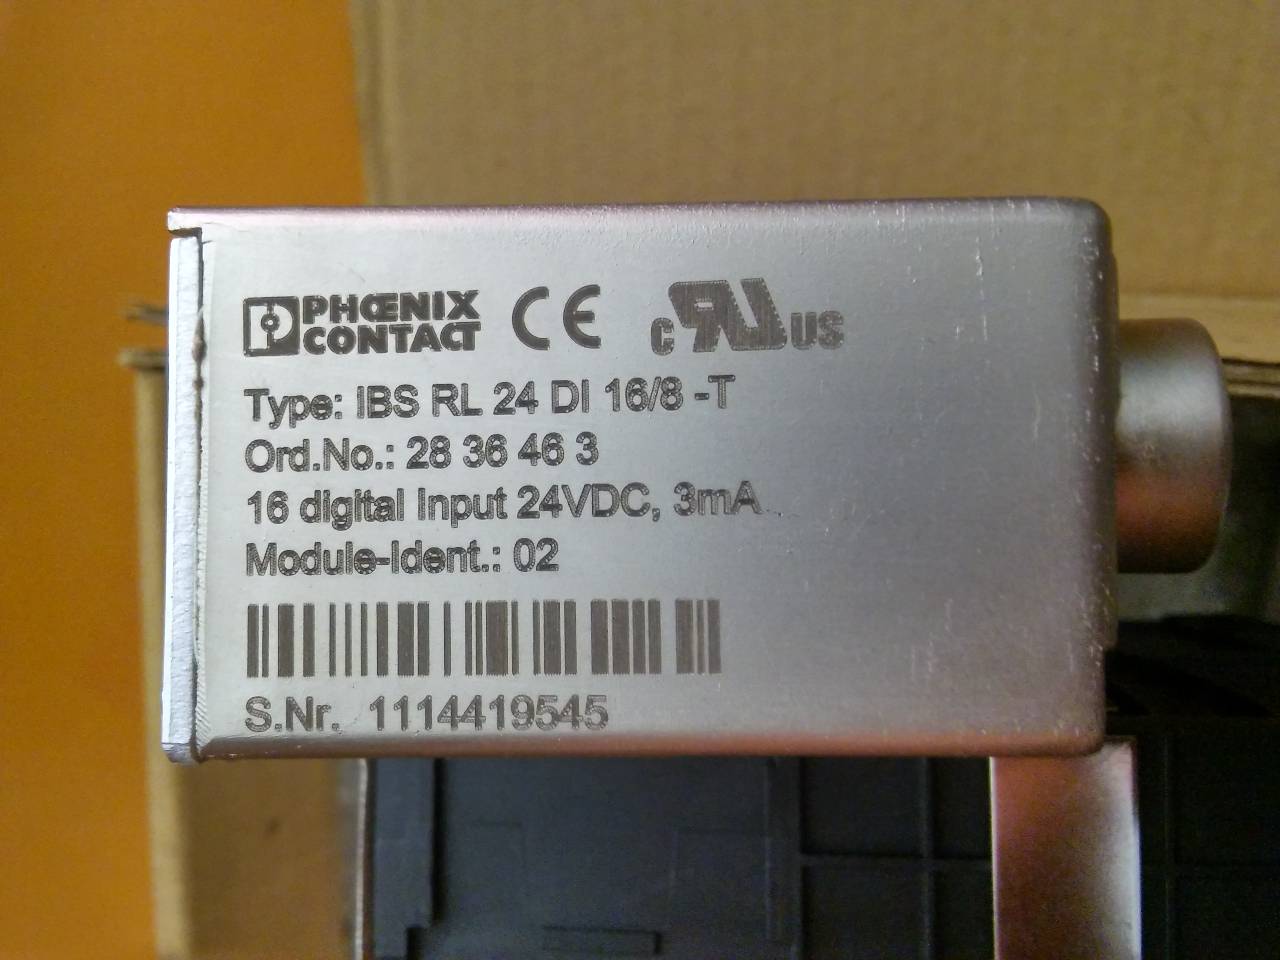 PHŒNIX
CONTACT
CE
c RU US
Type: IBS RL 24 DI 16/8 -T
Ord.No.: 28 36 46 3
16 digital Input 24VDC, 3mA
Module-Ident.: 02
S.Nr. 1114419545